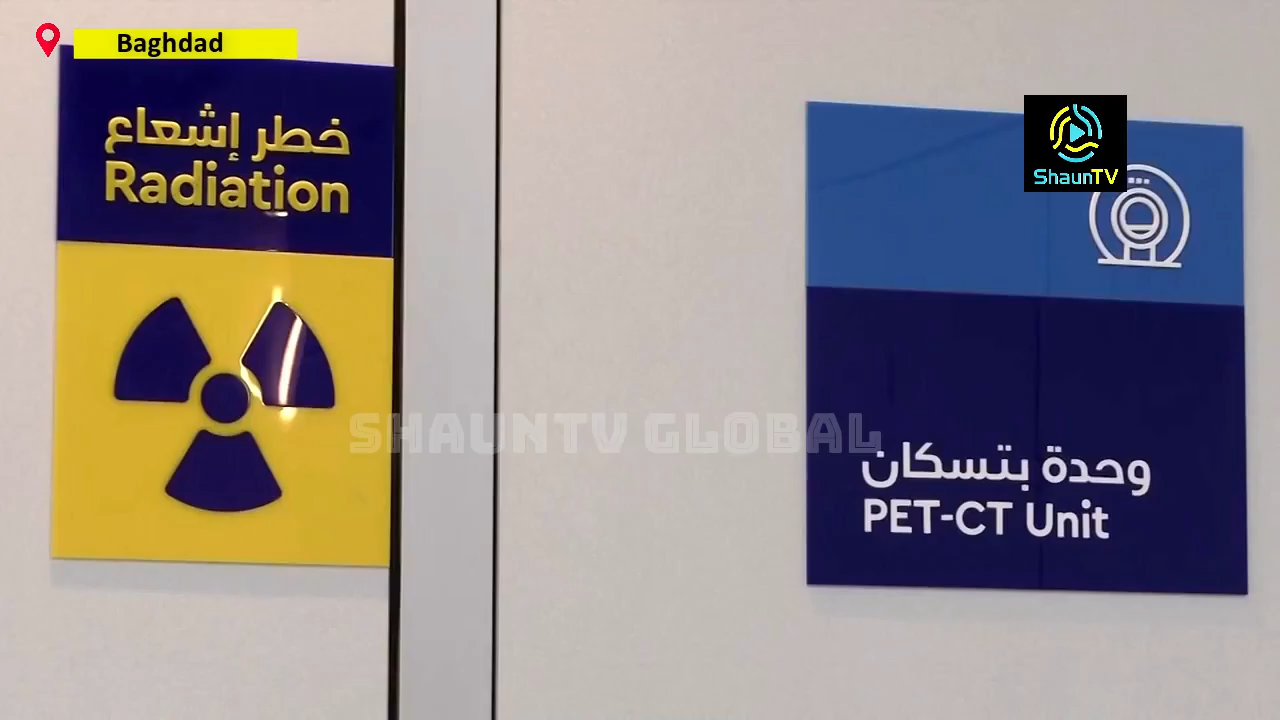 Baghdad
خطر إشعاع
Radiation
ShaunTV
SHAUNTV GLOBAL
وحدة بتسكان
PET-CT Unit